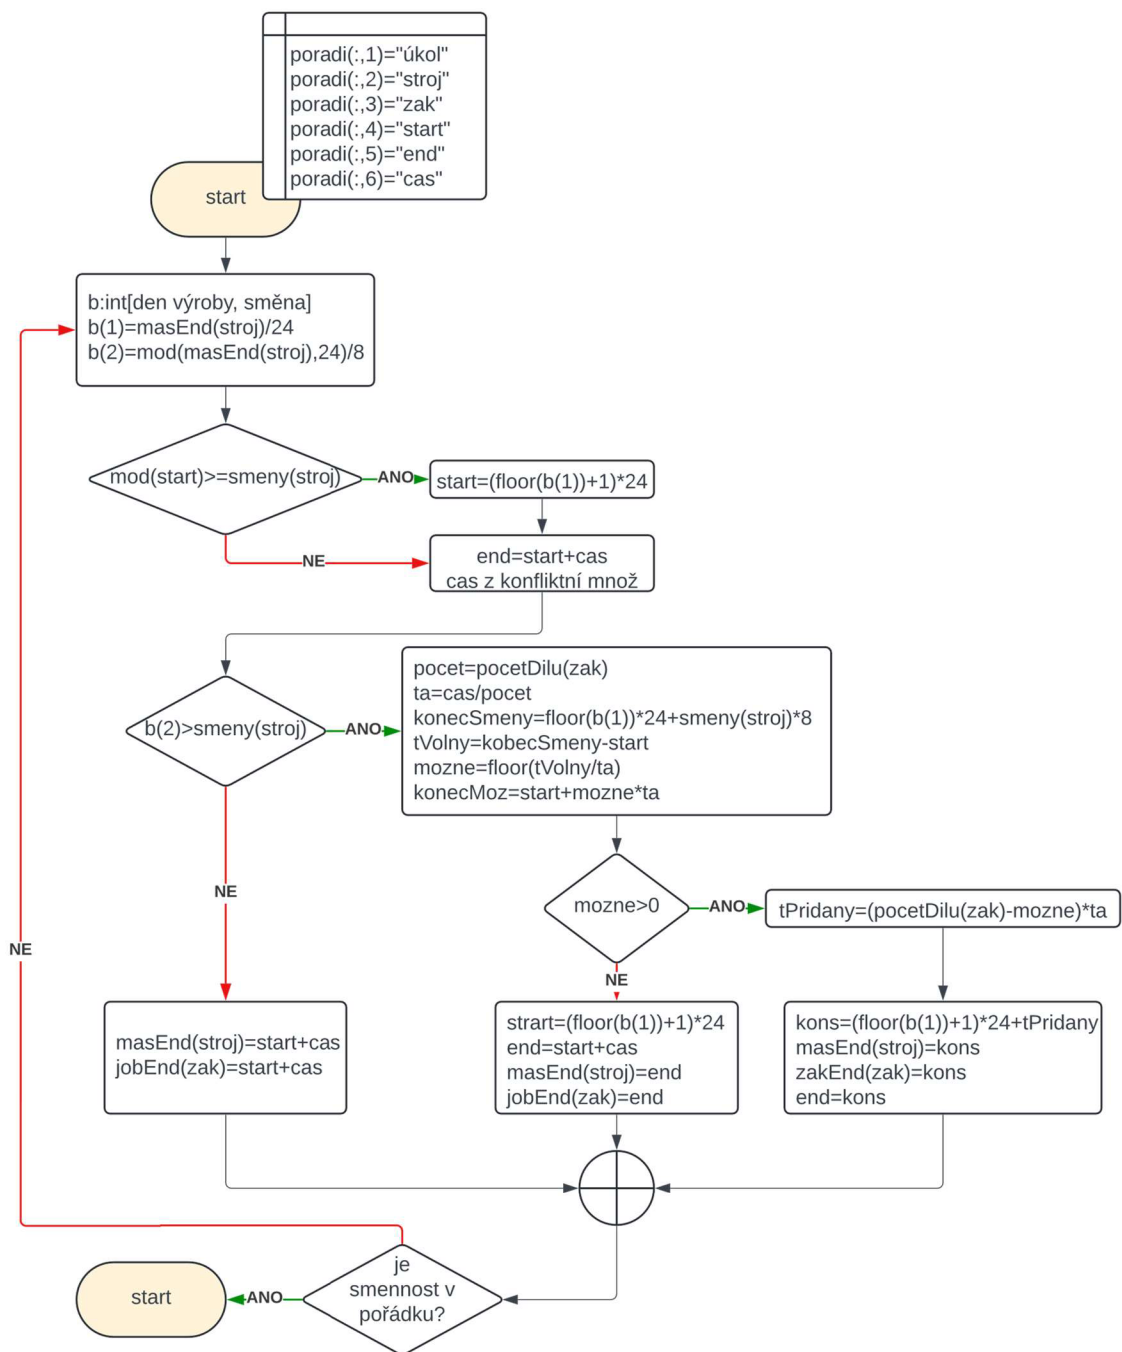 poradi(:,1)="úkol"
poradi(:,2)="stroj"
poradi(:,3)="zak"
poradi(:,4)="start"
poradi(:,5)="end"
poradi(:,6)="cas"
start
b:int[den výroby, směna]
b(1)=masEnd(stroj)/24
b(2)=mod(masEnd(stroj),24)/8
mod(start)>=smeny(stroj)
ANO
start=(floor(b(1))+1)*24
NE
end=start+cas
cas z konfliktní množ
b(2)>smeny(stroj)
ANO
pocet=pocetDilu(zak)
ta=cas/pocet
konecSmeny=floor(b(1))*24+smeny(stroj)*8
tVolny=kobecSmeny-start
mozne=floor(tVolny/ta)
konecMoz=start+mozne*ta
NE
mozne>0
ANO
tPridany=(pocetDilu(zak)-mozne)*ta
NE
NE
masEnd(stroj)=start+cas
jobEnd(zak)=start+cas
strart=(floor(b(1))+1)*24
end=start+cas
masEnd(stroj)=end
jobEnd(zak)=end
kons=(floor(b(1))+1)*24+tPridany
masEnd(stroj)=kons
zakEnd(zak)=kons
end=kons
je
smennost v
pořádku?
ANO
start